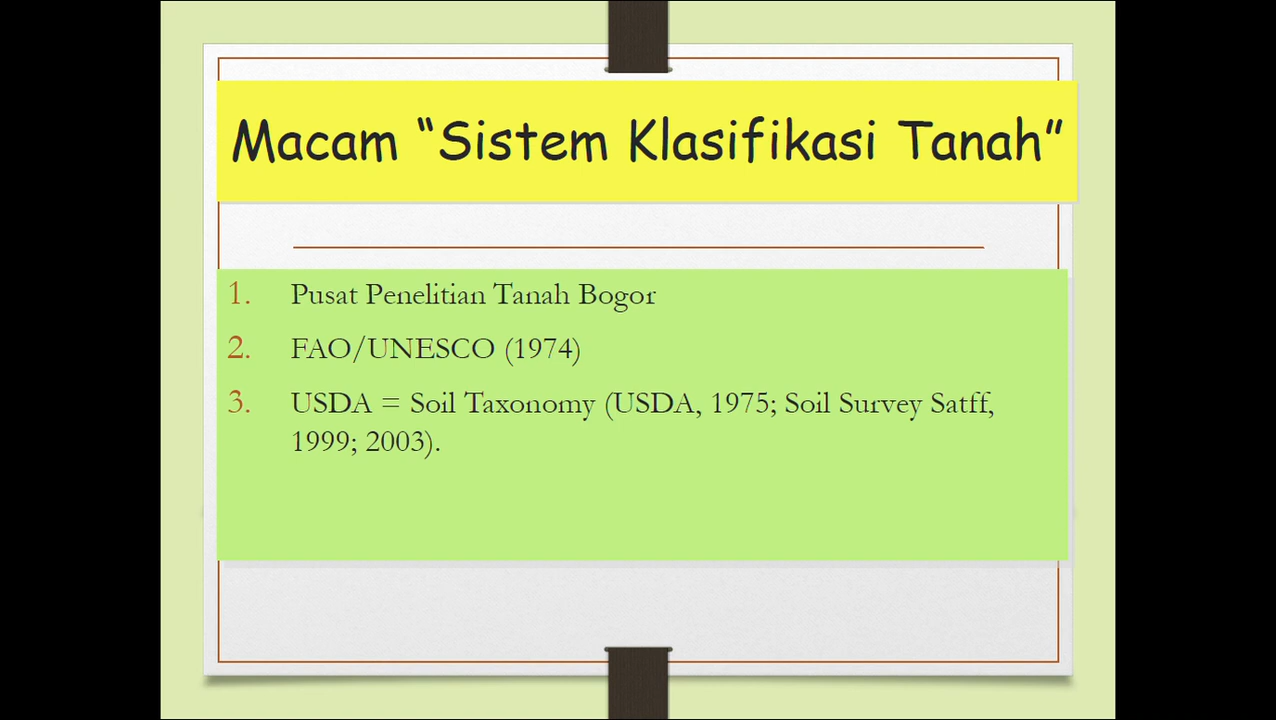 Macam “Sistem Klasifikasi Tanah”
1. Pusat Penelitian Tanah Bogor
2. FAO/UNESCO (1974)
3. USDA = Soil Taxonomy (USDA, 1975; Soil Survey Satff,
1999; 2003).